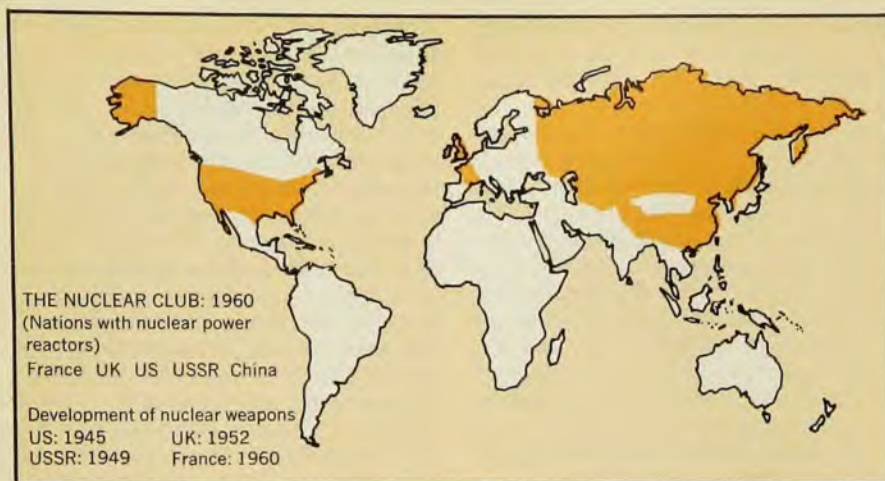 THE NUCLEAR CLUB: 1960
(Nations with nuclear power
reactors)
France UK US USSR China
Development of nuclear weapons
US: 1945 UK: 1952
USSR: 1949 France: 1960